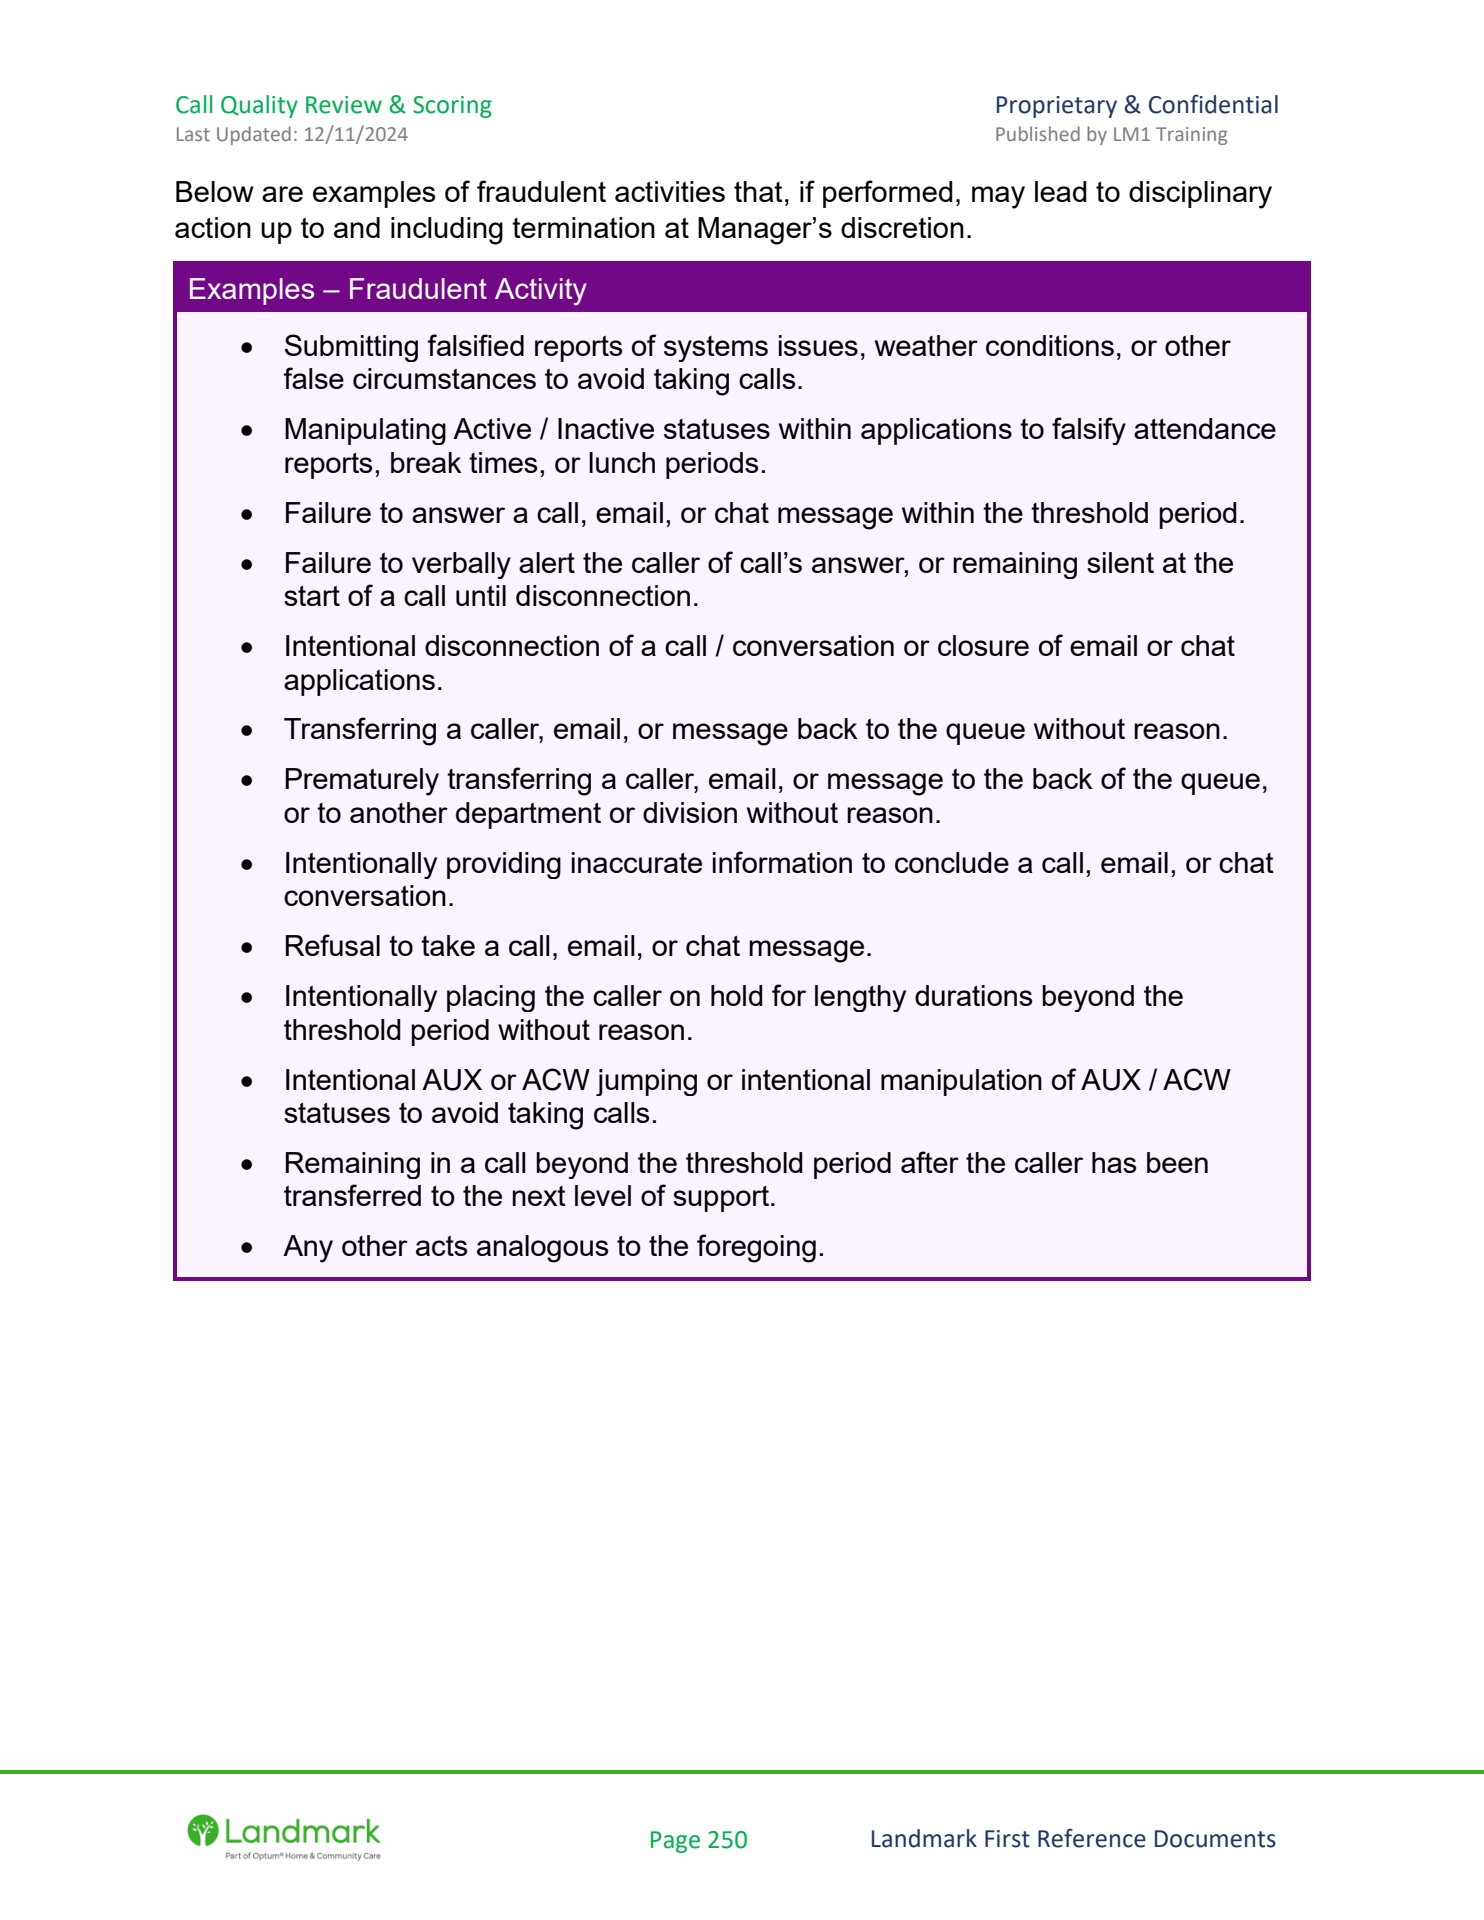 Call Quality Review & Scoring
Proprietary & Confidential
Last Updated: 12/11/2024
Published by LM1 Training
Below are examples of fraudulent activities that, if performed, may lead to disciplinary
action up to and including termination at Manager’s discretion.
Examples – Fraudulent Activity
• Submitting falsified reports of systems issues, weather conditions, or other
false circumstances to avoid taking calls.
• Manipulating Active / Inactive statuses within applications to falsify attendance
reports, break times, or lunch periods.
• Failure to answer a call, email, or chat message within the threshold period.
• Failure to verbally alert the caller of call’s answer, or remaining silent at the
start of a call until disconnection.
• Intentional disconnection of a call / conversation or closure of email or chat
applications.
• Transferring a caller, email, or message back to the queue without reason.
• Prematurely transferring a caller, email, or message to the back of the queue,
or to another department or division without reason.
• Intentionally providing inaccurate information to conclude a call, email, or chat
conversation.
• Refusal to take a call, email, or chat message.
• Intentionally placing the caller on hold for lengthy durations beyond the
threshold period without reason.
• Intentional AUX or ACW jumping or intentional manipulation of AUX / ACW
statuses to avoid taking calls.
• Remaining in a call beyond the threshold period after the caller has been
transferred to the next level of support.
• Any other acts analogous to the foregoing.
Landmark
Part of Optum® Home & Community Care
Page 250
Landmark First Reference Documents